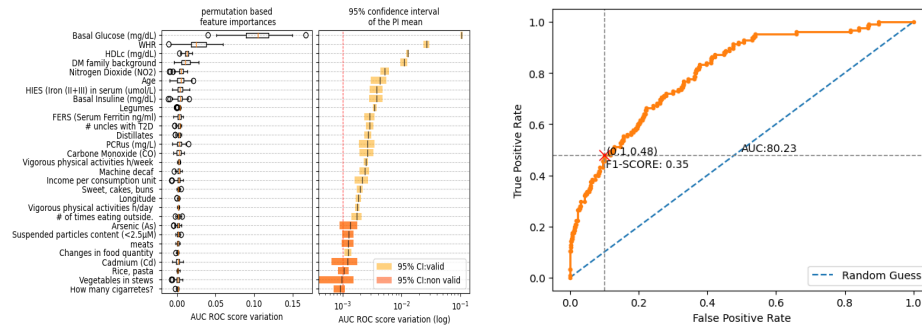 permutation based
feature importances
95% confidence interval
of the PI mean
Basal Glucose (mg/dL)
WHR
HDLc (mg/dL)
DM family background
Nitrogen Dioxide (NO2)
Age
HIES (Iron (II+III) in serum (umol/L)
Basal Insuline (mg/dL)
Legumes
FERS (Serum Ferritin ng/ml)
# uncles with T2D
Distillates
PCRus (mg/L)
Carbone Monoxide (CO)
Vigorous physical activities h/week
Machine decaf
Income per consumption unit
Sweet, cakes, buns
Longitude
Vigorous physical activities h/day
# of times eating outside.
Arsenic (As)
Suspended particles content (<2.5μM)
meats
Changes in food quantity
Cadmium (Cd)
Rice, pasta
Vegetables in stews
How many cigarretes?
0.00 0.05 0.10 0.15
AUC ROC score variation
95% CI:valid
95% CI:non valid
10⁻³ 10⁻² 10⁻¹
AUC ROC score variation (log)
True Positive Rate
1.0
0.8
0.6
0.4
0.2
0.0
(0.1,0.48)
F1-SCORE: 0.35
AUC:80.23
Random Guess
0.0 0.2 0.4 0.6 0.8 1.0
False Positive Rate